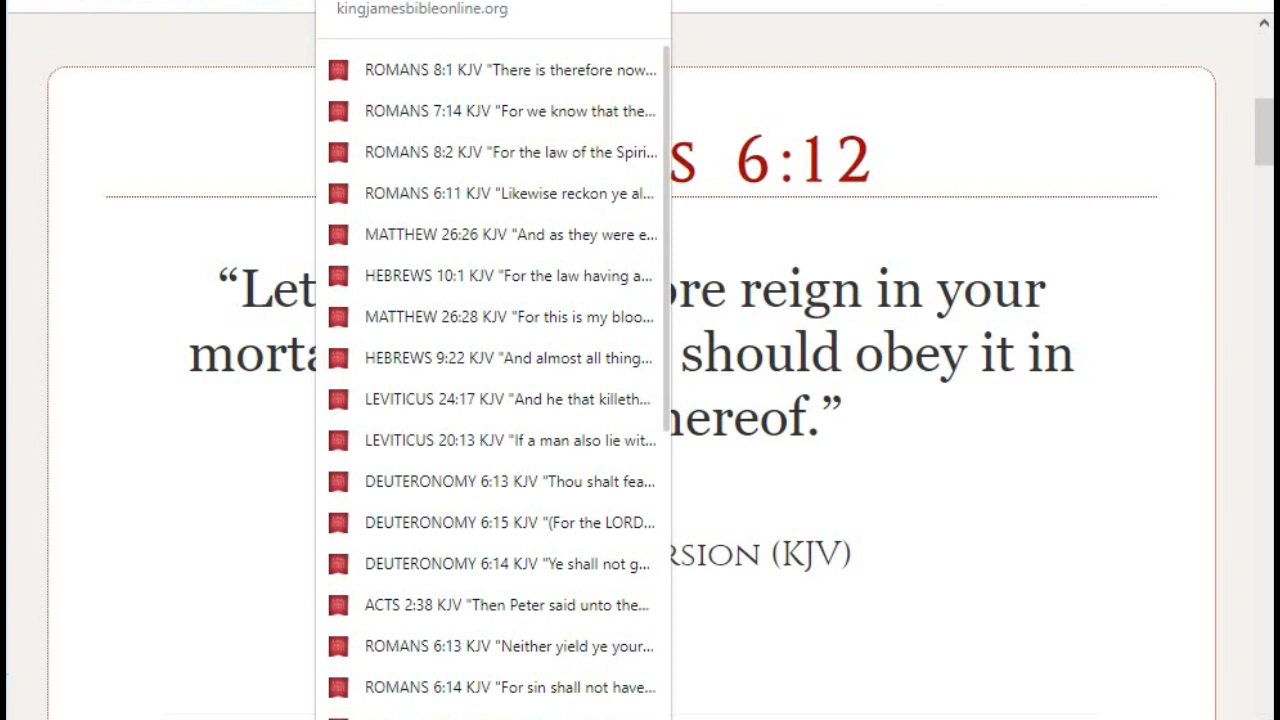 kingjamesbibleonline.org
ROMANS 8:1 KJV "There is therefore now...
ROMANS 7:14 KJV "For we know that the...
ROMANS 8:2 KJV "For the law of the Spiri...
ROMANS 6:11 KJV "Likewise reckon ye al...
MATTHEW 26:26 KJV "And as they were e...
HEBREWS 10:1 KJV "For the law having a...
MATTHEW 26:28 KJV "For this is my bloo...
HEBREWS 9:22 KJV "And almost all thing...
LEVITICUS 24:17 KJV "And he that killeth...
LEVITICUS 20:13 KJV "If a man also lie wit...
DEUTERONOMY 6:13 KJV "Thou shalt fea...
DEUTERONOMY 6:15 KJV "(For the LORD...
DEUTERONOMY 6:14 KJV "Ye shall not g...
ACTS 2:38 KJV "Then Peter said unto the...
ROMANS 6:13 KJV "Neither yield ye your...
ROMANS 6:14 KJV "For sin shall not have...
S 6:12
“Let ore reign in your
morta should obey it in
hereof.”
RSION (KJV)